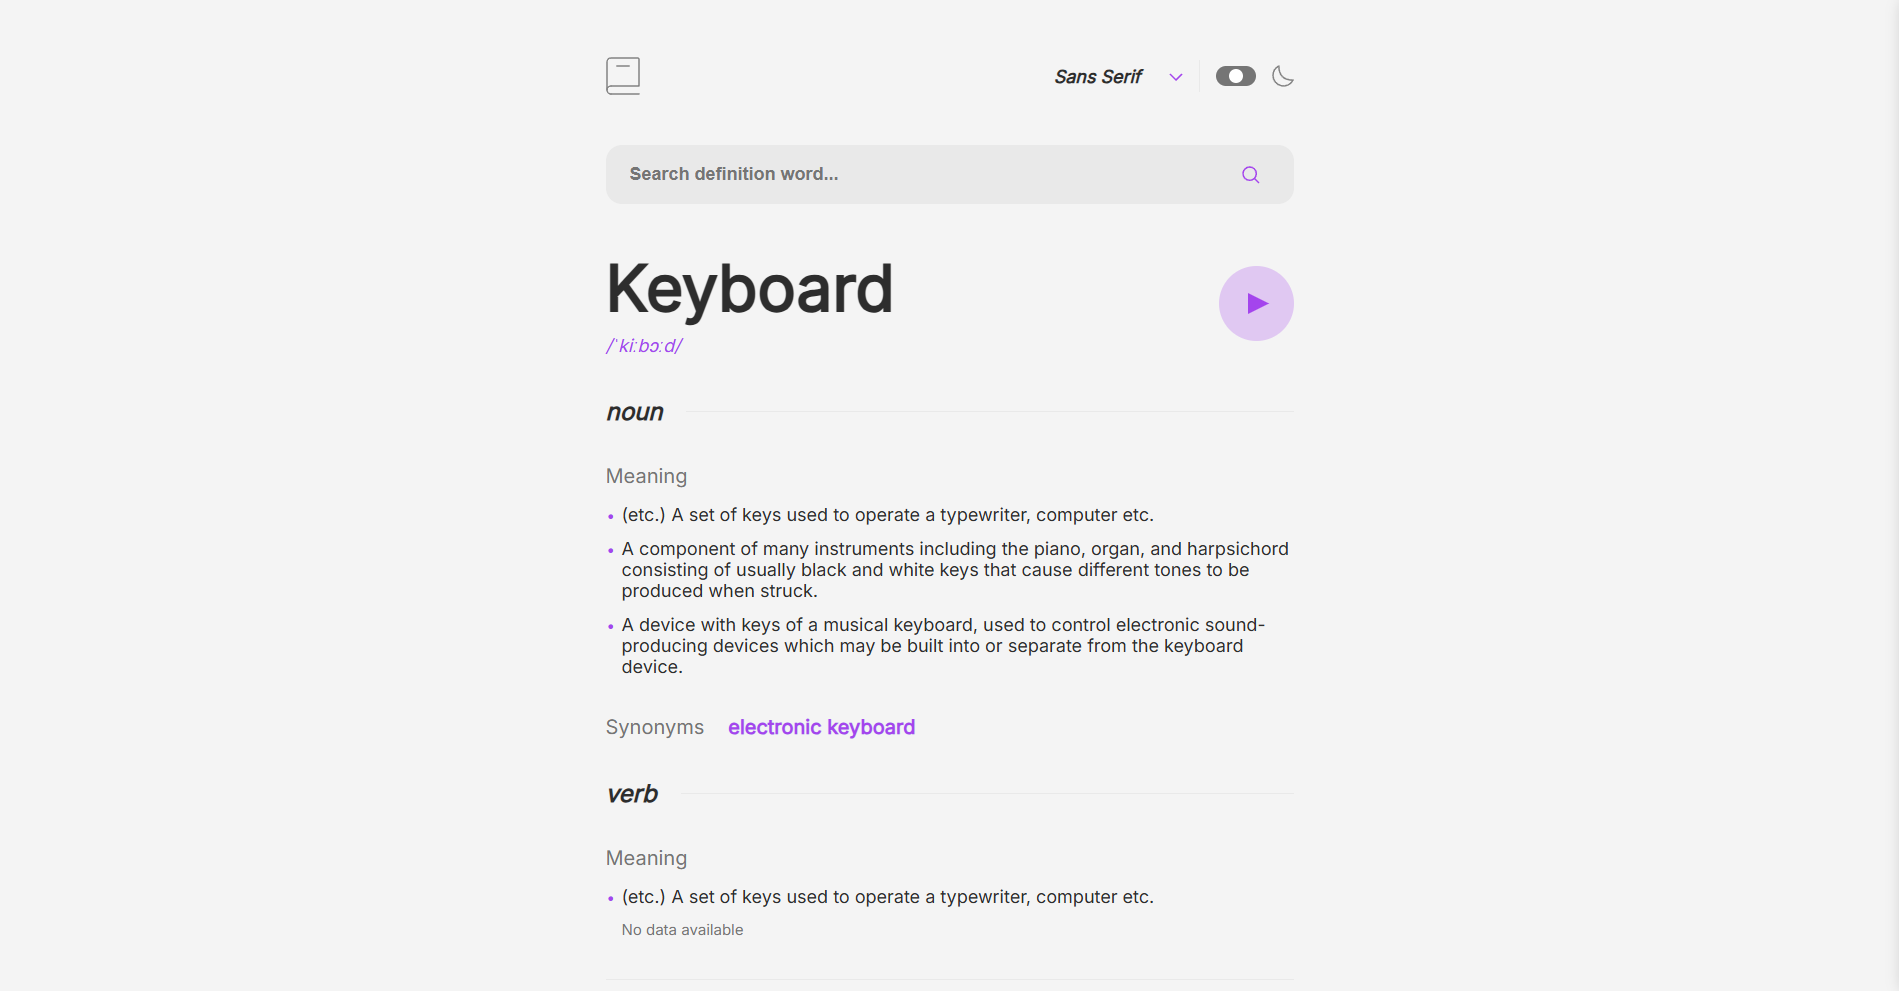 Sans Serif
Search definition word...
Keyboard
/ˈkiːbɔːd/
noun
Meaning
• (etc.) A set of keys used to operate a typewriter, computer etc.
• A component of many instruments including the piano, organ, and harpsichord
consisting of usually black and white keys that cause different tones to be
produced when struck.
• A device with keys of a musical keyboard, used to control electronic sound-
producing devices which may be built into or separate from the keyboard
device.
Synonyms electronic keyboard
verb
Meaning
• (etc.) A set of keys used to operate a typewriter, computer etc.
No data available